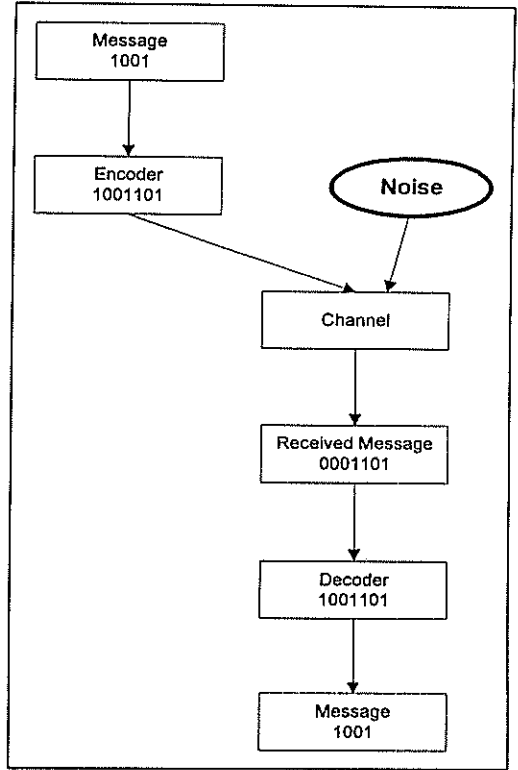 Message
1001
Encoder
1001101
Noise
Channel
Received Message
0001101
Decoder
1001101
Message
1001